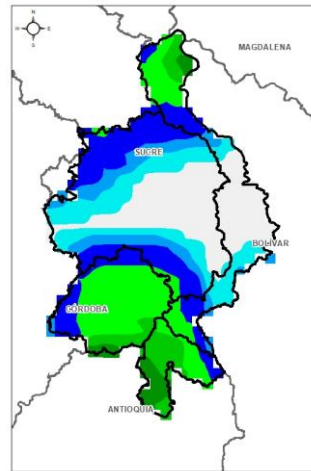 N
E
S
MAGDALENA
SUCRE
BOLIVAR
CÓRDOBA
ANTIOQUIA